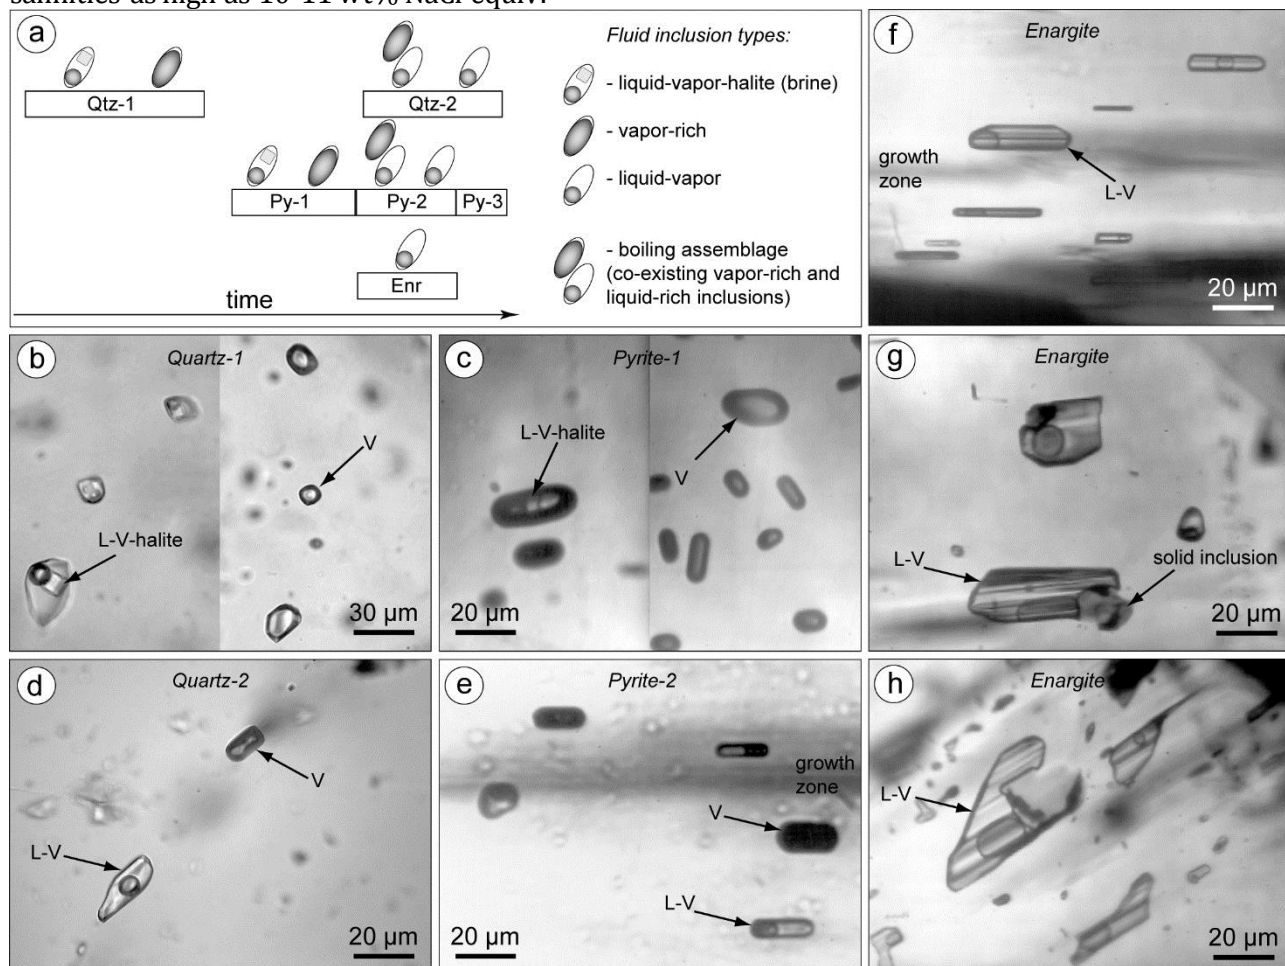 salinities as high as 10-11 wt% NaCl equiv.
a
Fluid inclusion types:
- liquid-vapor-halite (brine)
- vapor-rich
- liquid-vapor
- boiling assemblage
(co-existing vapor-rich and
liquid-rich inclusions)
Qtz-1
Qtz-2
Py-1
Py-2
Py-3
Enr
time
f
Enargite
growth
zone
L-V
20 µm
b
Quartz-1
V
L-V-halite
30 µm
c
Pyrite-1
L-V-halite
V
20 µm
g
Enargite
L-V
solid inclusion
20 µm
d
Quartz-2
V
L-V
20 µm
e
Pyrite-2
growth
zone
V
L-V
20 µm
h
Enargite
L-V
20 µm